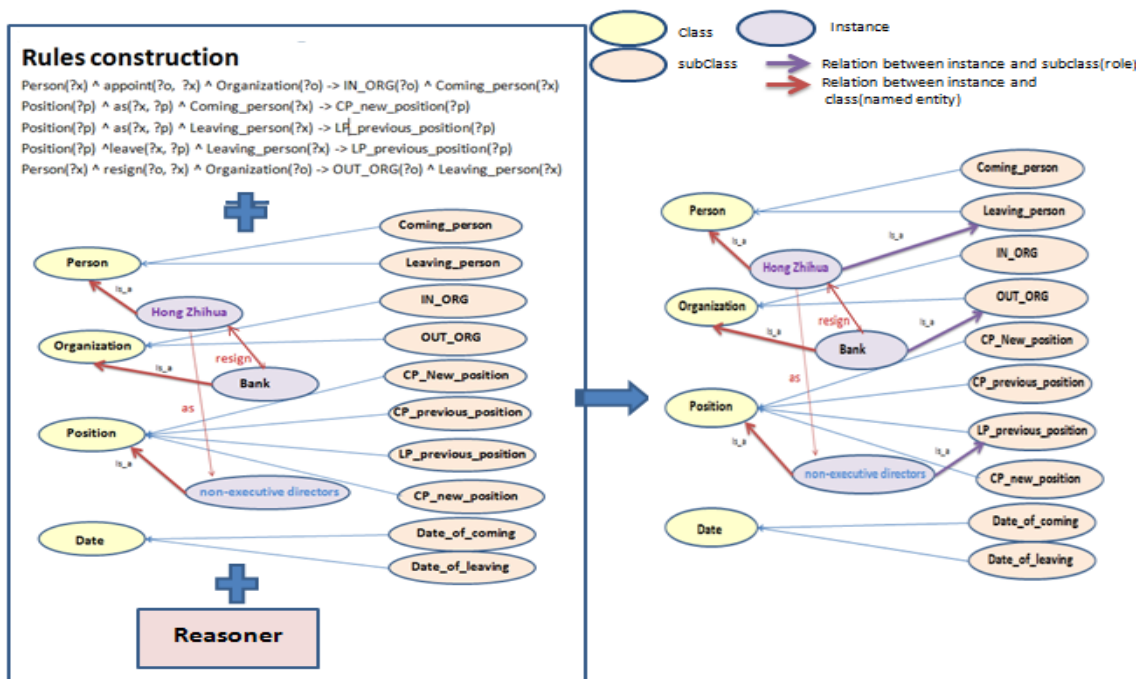 Rules construction
Person(?x) ^ appoint(?o, ?x) ^ Organization(?o) -> IN_ORG(?o) ^ Coming_person(?x)
Position(?p) ^ as(?x, ?p) ^ Coming_person(?x) -> CP_new_position(?p)
Position(?p) ^ as(?x, ?p) ^ Leaving_person(?x) -> LP_previous_position(?p)
Position(?p) ^leave(?x, ?p) ^ Leaving_person(?x) -> LP_previous_position(?p)
Person(?x) ^ resign(?o, ?x) ^ Organization(?o) -> OUT_ORG(?o) ^ Leaving_person(?x)
Coming_person
Person
Leaving_person
Is_a
IN_ORG
Hong Zhihua
Organization
OUT_ORG
resign
Is_a
Bank
CP_New_position
as
CP_previous_position
Position
LP_previous_position
Is_a
non-executive directors
CP_new_position
Date
Date_of_coming
Date_of_leaving
Reasoner
Class
Instance
subClass
Relation between instance and subclass(role)
Relation between instance and
class(named entity)
Coming_person
Person
Leaving_person
Is_a
Is_a
IN_ORG
Hong Zhihua
Organization
OUT_ORG
resign
Is_a
Is_a
CP_New_position
Bank
as
CP_previous_position
Position
LP_previous_position
Is_a
Is_a
non-executive directors
CP_new_position
Date
Date_of_coming
Date_of_leaving